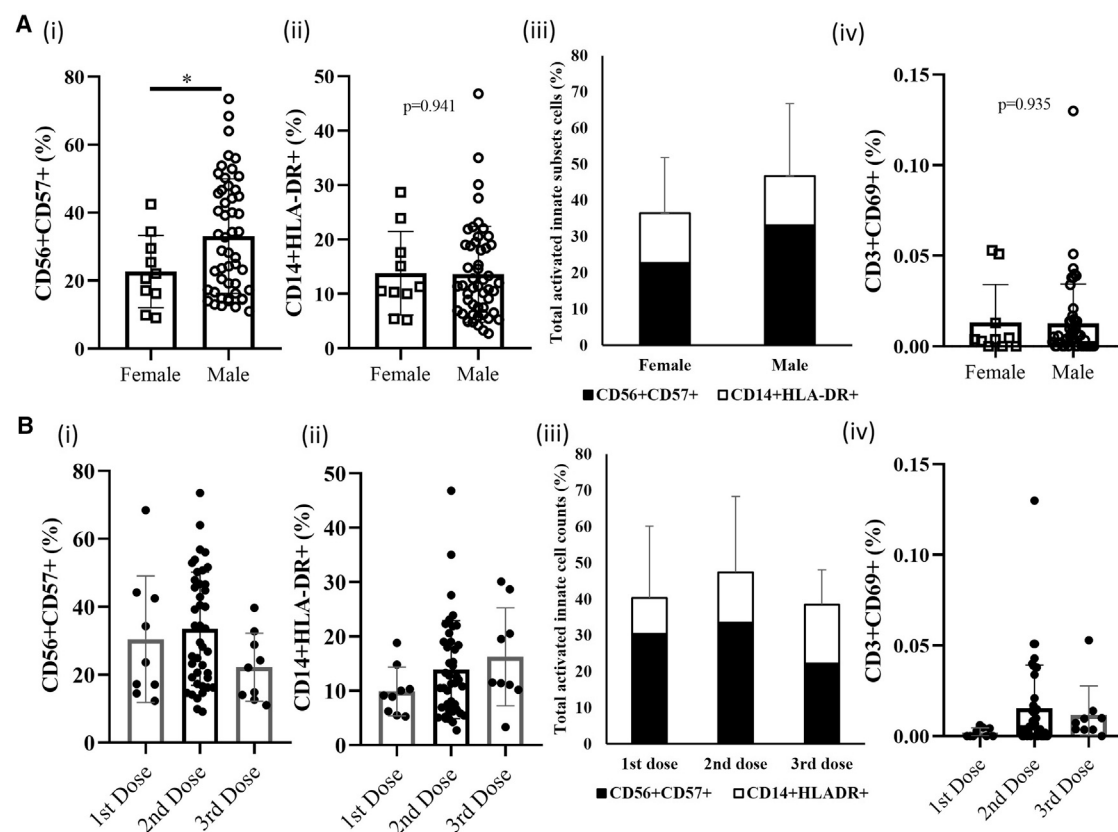 A (i) (ii) (iii) (iv)
CD56+CD57+ (%)
80
60
40
20
0
*
Female Male
CD14+HLA-DR+ (%)
50
40
30
20
10
0
p=0.941
Female Male
Total activated innate subsets cells (%)
80
70
60
50
40
30
20
10
0
Female Male
CD56+CD57+ CD14+HLA-DR+
CD3+CD69+ (%)
0.15
0.10
0.05
0.00
p=0.935
Female Male
B (i) (ii) (iii) (iv)
CD56+CD57+ (%)
80
60
40
20
0
1st Dose 2nd Dose 3rd Dose
CD14+HLA-DR+ (%)
50
40
30
20
10
0
1st Dose 2nd Dose 3rd Dose
Total activated innate cell counts (%)
80
70
60
50
40
30
20
10
0
1st dose 2nd dose 3rd dose
CD56+CD57+ CD14+HLADR+
CD3+CD69+ (%)
0.15
0.10
0.05
0.00
1st Dose 2nd Dose 3rd Dose